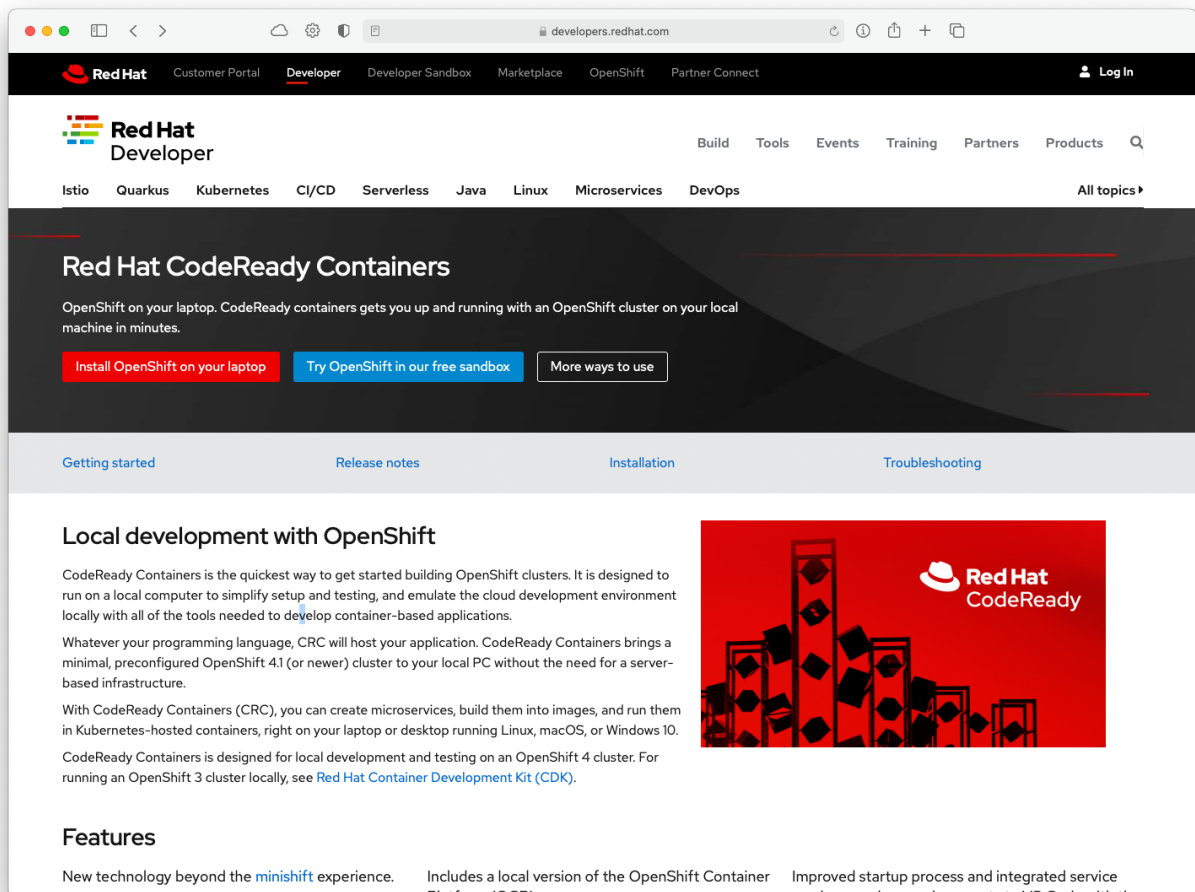 developers.redhat.com
Red Hat Customer Portal Developer Developer Sandbox Marketplace OpenShift Partner Connect Log In
Red Hat
Developer
Build Tools Events Training Partners Products
Istio Quarkus Kubernetes CI/CD Serverless Java Linux Microservices DevOps All topics
Red Hat CodeReady Containers
OpenShift on your laptop. CodeReady containers gets you up and running with an OpenShift cluster on your local
machine in minutes.
Install OpenShift on your laptop Try OpenShift in our free sandbox More ways to use
Getting started Release notes Installation Troubleshooting
Local development with OpenShift
CodeReady Containers is the quickest way to get started building OpenShift clusters. It is designed to
run on a local computer to simplify setup and testing, and emulate the cloud development environment
locally with all of the tools needed to develop container-based applications.
Whatever your programming language, CRC will host your application. CodeReady Containers brings a
minimal, preconfigured OpenShift 4.1 (or newer) cluster to your local PC without the need for a server-
based infrastructure.
With CodeReady Containers (CRC), you can create microservices, build them into images, and run them
in Kubernetes-hosted containers, right on your laptop or desktop running Linux, macOS, or Windows 10.
CodeReady Containers is designed for local development and testing on an OpenShift 4 cluster. For
running an OpenShift 3 cluster locally, see Red Hat Container Development Kit (CDK).
Red Hat
CodeReady
Features
New technology beyond the minishift experience.
Includes a local version of the OpenShift Container
Improved startup process and integrated service